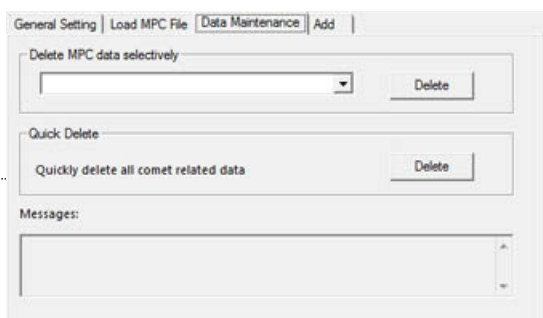 General Setting Load MPC File Data Maintenance Add
Delete MPC data selectively
Delete
Quick Delete
Quickly delete all comet related data
Delete
Messages: